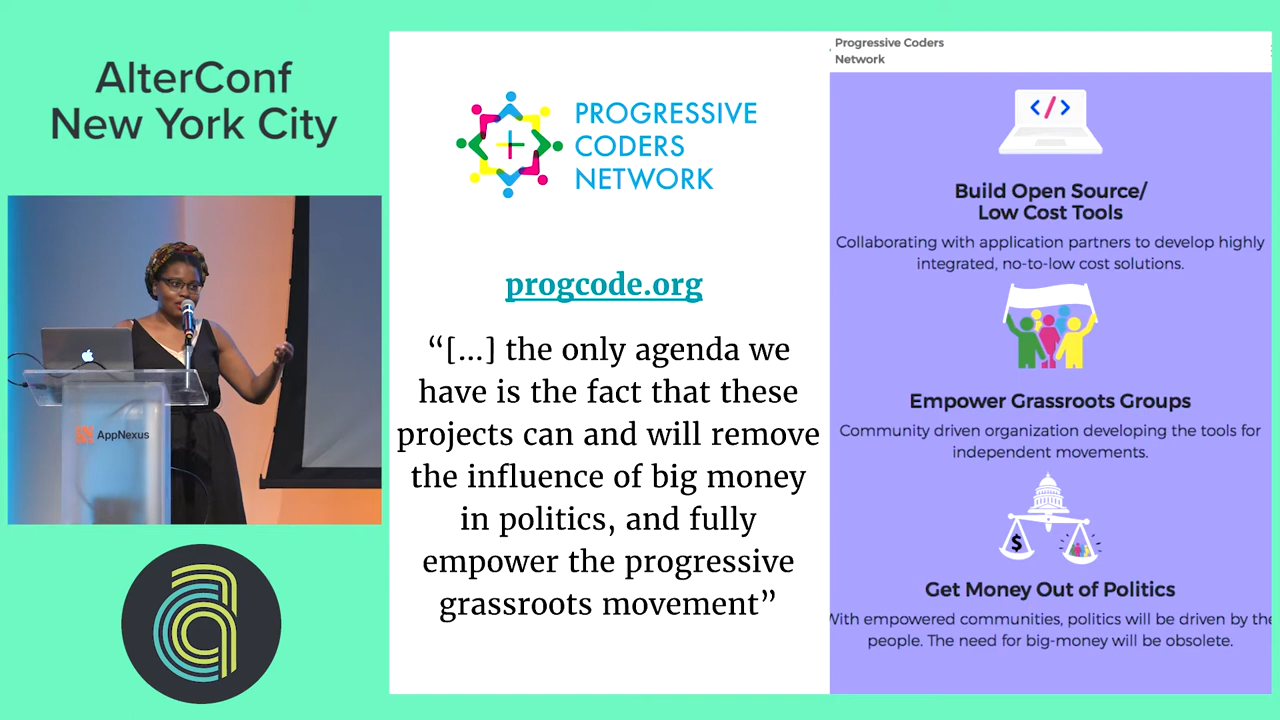 AlterConf
New York City
AppNexus
PROGRESSIVE
CODERS
NETWORK
progcode.org
“[...] the only agenda we
have is the fact that these
projects can and will remove
the influence of big money
in politics, and fully
empower the progressive
grassroots movement”
Progressive Coders
Network
</>
Build Open Source/
Low Cost Tools
Collaborating with application partners to develop highly
integrated, no-to-low cost solutions.
Empower Grassroots Groups
Community driven organization developing the tools for
independent movements.
$
Get Money Out of Politics
With empowered communities, politics will be driven by the
people. The need for big-money will be obsolete.